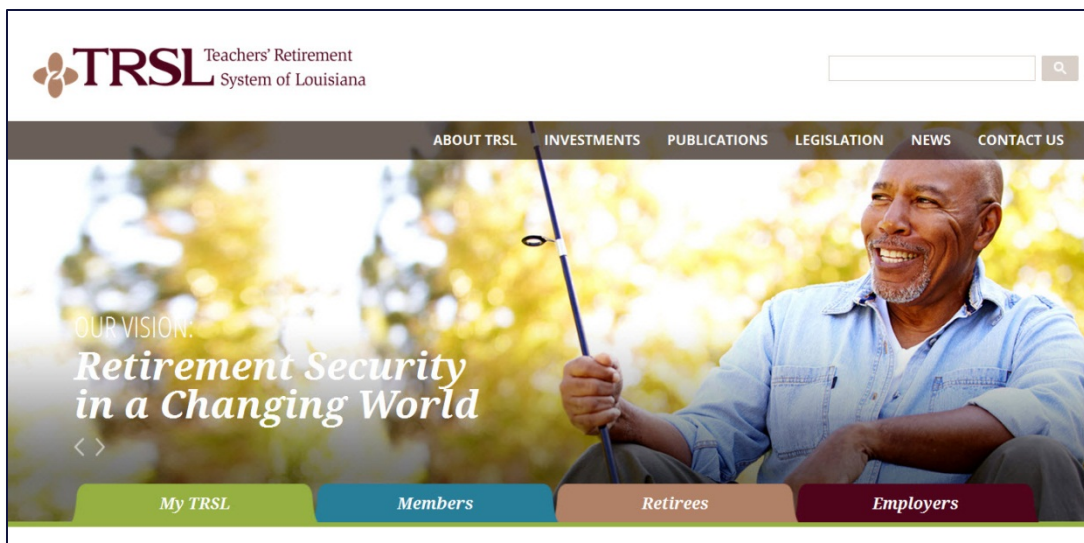 TRSL
Teachers' Retirement
System of Louisiana
ABOUT TRSL INVESTMENTS PUBLICATIONS LEGISLATION NEWS CONTACT US
OUR VISION:
Retirement Security
in a Changing World
My TRSL Members Retirees Employers